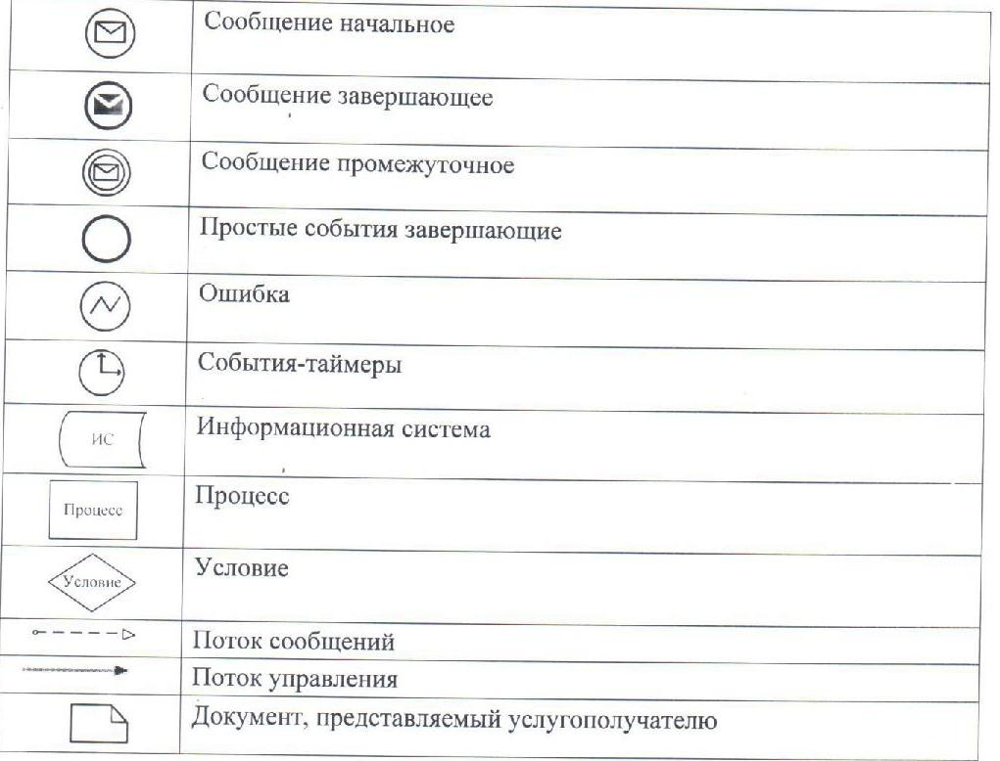 Сообщение начальное
Сообщение завершающее
Сообщение промежуточное
Простые события завершающие
Ошибка
События-таймеры
ИС
Информационная система
Процесс
Процесс
Условие
Условие
Поток сообщений
Поток управления
Документ, представляемый услугополучателю